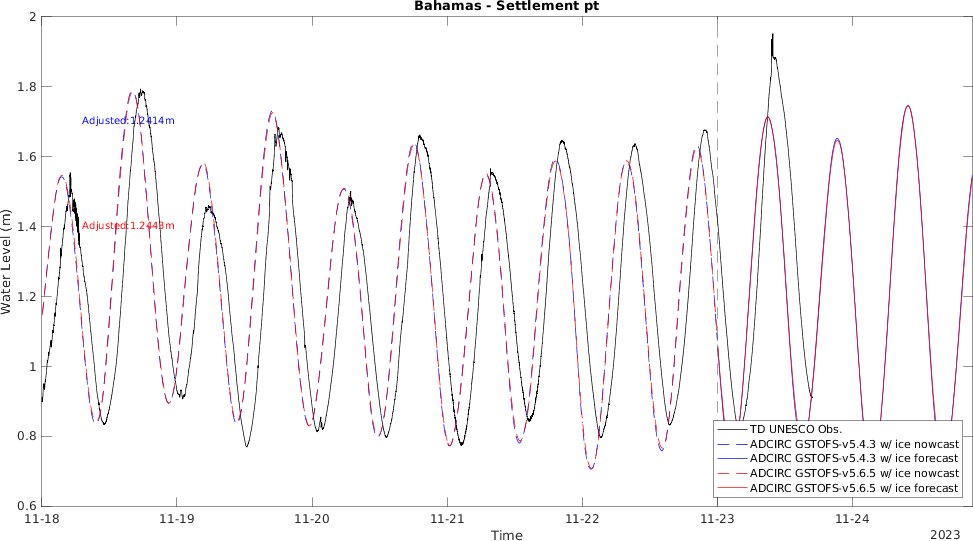 Bahamas - Settlement pt
2
1.8
1.6
1.4
1.2
1
0.8
0.6
Water Level (m)
Adjusted:1.2414m
Adjusted:1.2443m
TD UNESCO Obs.
ADCIRC GSTOFS-v5.4.3 w/ ice nowcast
ADCIRC GSTOFS-v5.4.3 w/ ice forecast
ADCIRC GSTOFS-v5.6.5 w/ ice nowcast
ADCIRC GSTOFS-v5.6.5 w/ ice forecast
11-18
11-19
11-20
11-21
11-22
11-23
11-24
Time
2023